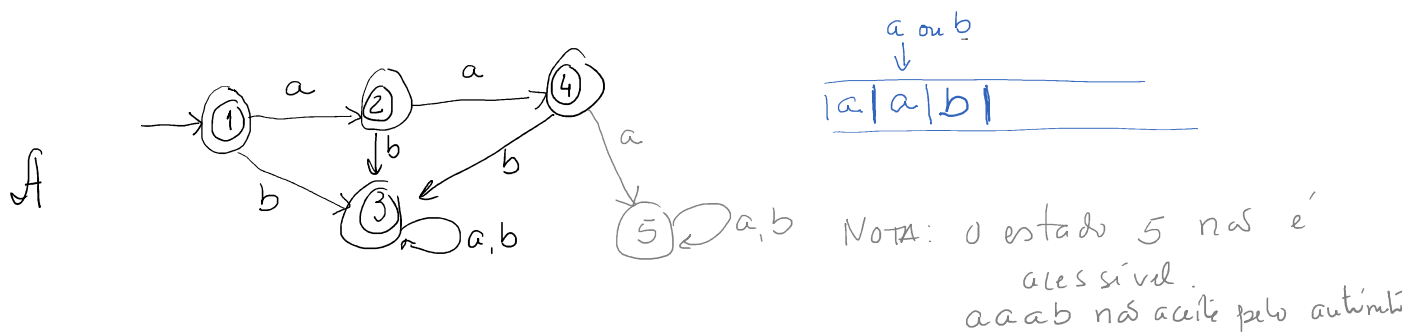 a ou b
a a
1 2 4
|a|a|b|
b b b a
A
3 a,b
5 a,b
NOTA: o estado 5 não é
acessível.
aaab não aceite pelo autómato